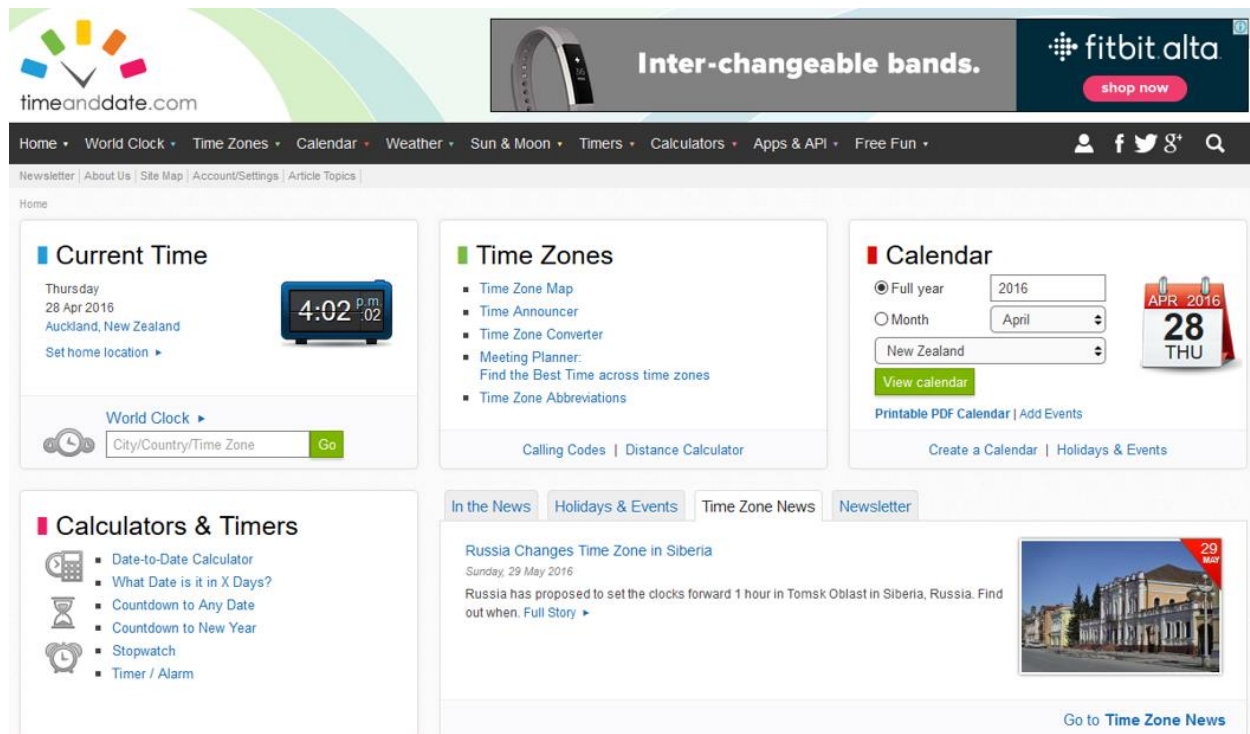 timeanddate.com
Inter-changeable bands.
fitbit alta
shop now
Home World Clock Time Zones Calendar Weather Sun & Moon Timers Calculators Apps & API Free Fun
Newsletter | About Us | Site Map | Account/Settings | Article Topics |
Home
Current Time
Thursday
28 Apr 2016
Auckland, New Zealand
Set home location
4:02 p.m. :02
World Clock
City/Country/Time Zone Go
Time Zones
Time Zone Map
Time Announcer
Time Zone Converter
Meeting Planner:
Find the Best Time across time zones
Time Zone Abbreviations
Calling Codes | Distance Calculator
Calendar
Full year 2016
Month April
New Zealand
View calendar
APR 2016
28
THU
Printable PDF Calendar | Add Events
Create a Calendar | Holidays & Events
Calculators & Timers
Date-to-Date Calculator
What Date is it in X Days?
Countdown to Any Date
Countdown to New Year
Stopwatch
Timer / Alarm
In the News Holidays & Events Time Zone News Newsletter
Russia Changes Time Zone in Siberia
Sunday, 29 May 2016
Russia has proposed to set the clocks forward 1 hour in Tomsk Oblast in Siberia, Russia. Find
out when. Full Story
29
MAY
Go to Time Zone News